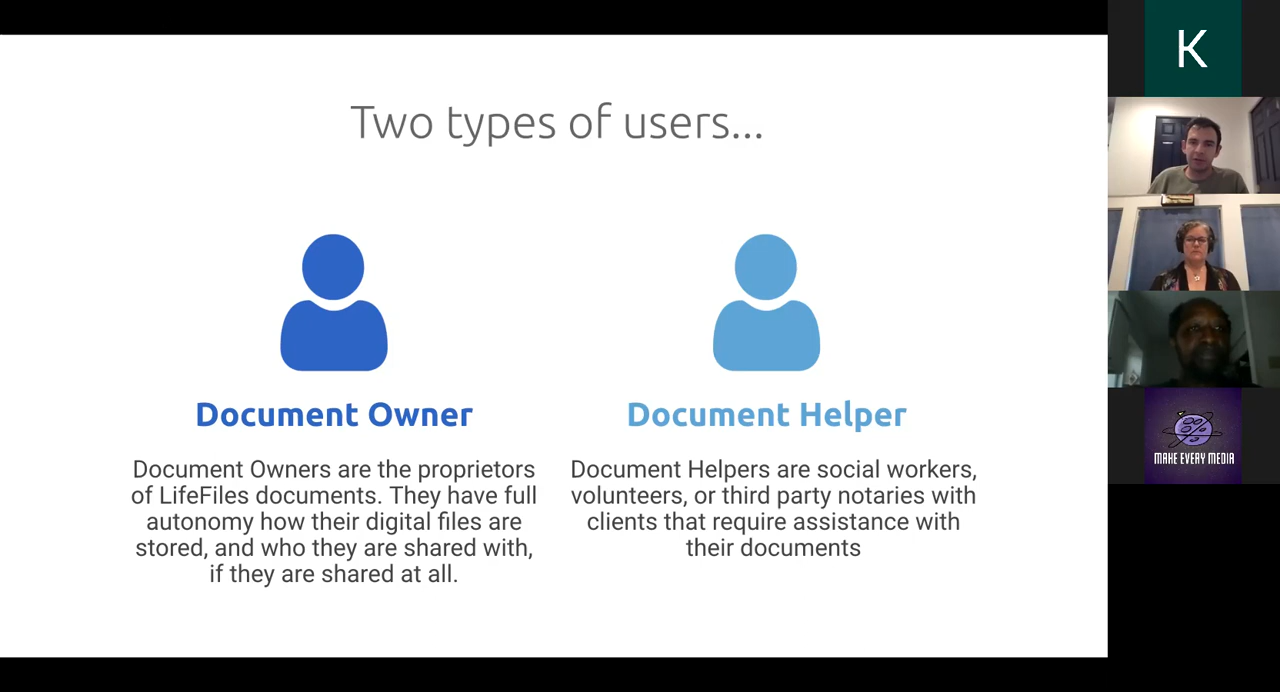 Two types of users...
Document Owner
Document Owners are the proprietors
of LifeFiles documents. They have full
autonomy how their digital files are
stored, and who they are shared with,
if they are shared at all.
Document Helper
Document Helpers are social workers,
volunteers, or third party notaries with
clients that require assistance with
their documents
K
MAKE EVERY MEDIA